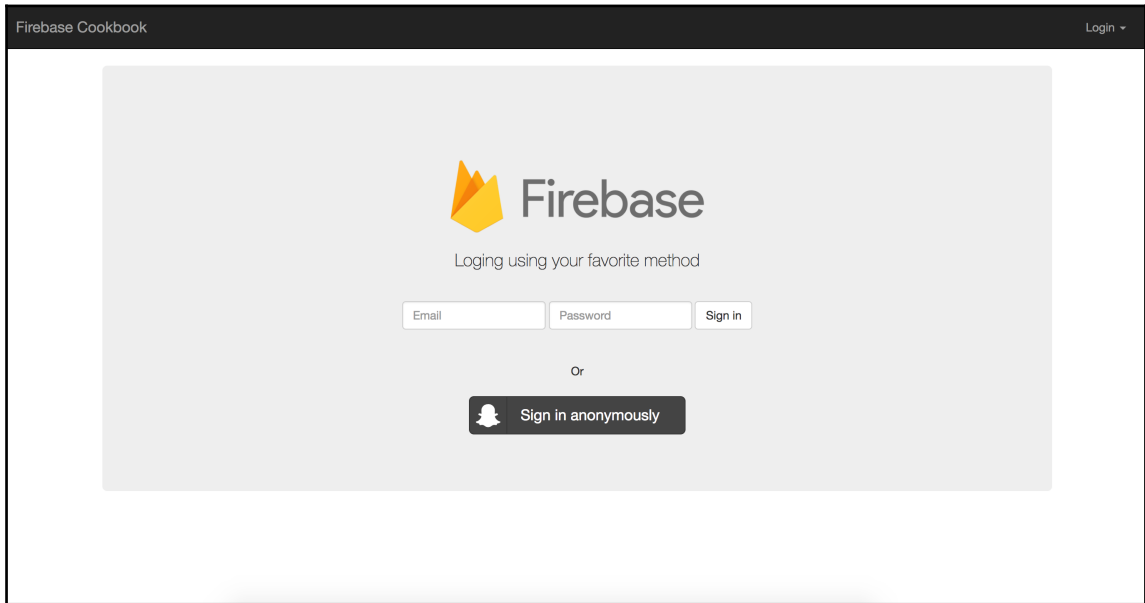 Firebase Cookbook
Login
Firebase
Loging using your favorite method
Email
Password
Sign in
Or
Sign in anonymously